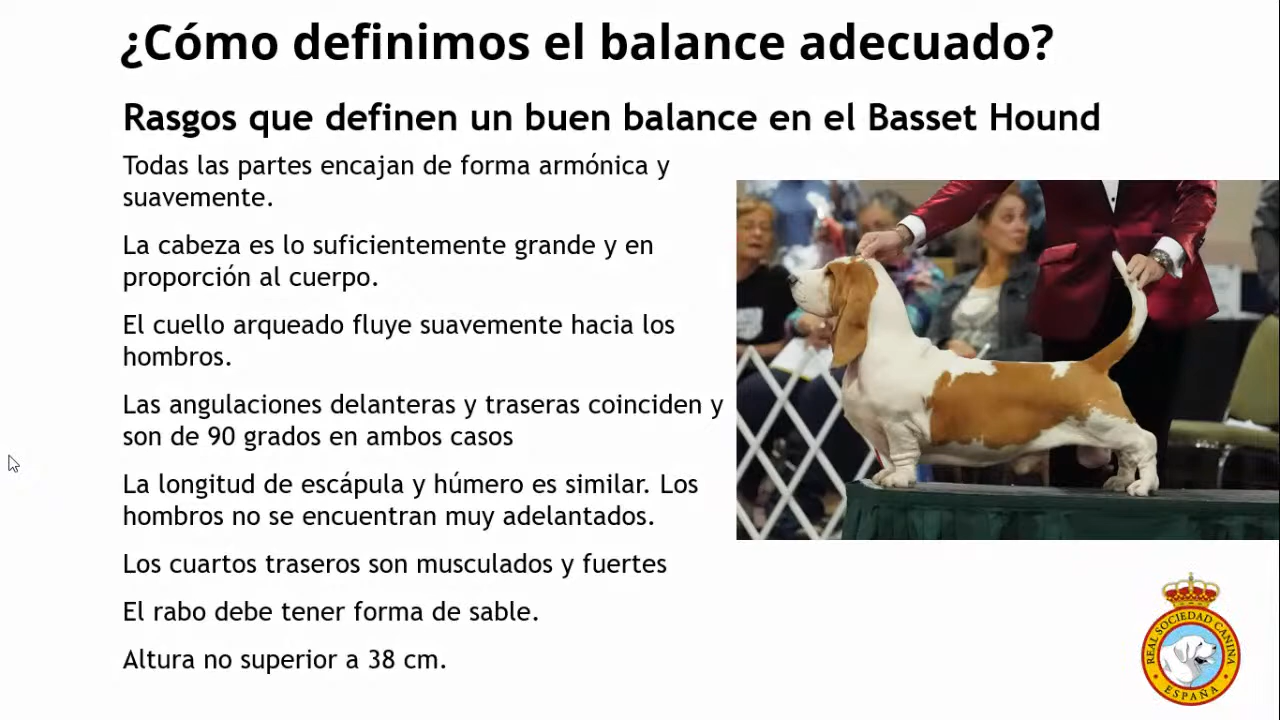 ¿Cómo definimos el balance adecuado?
Rasgos que definen un buen balance en el Basset Hound
Todas las partes encajan de forma armónica y
suavemente.
La cabeza es lo suficientemente grande y en
proporción al cuerpo.
El cuello arqueado fluye suavemente hacia los
hombros.
Las angulaciones delanteras y traseras coinciden y
son de 90 grados en ambos casos
La longitud de escápula y húmero es similar. Los
hombros no se encuentran muy adelantados.
Los cuartos traseros son musculados y fuertes
El rabo debe tener forma de sable.
Altura no superior a 38 cm.
REAL SOCIEDAD CANINA
ESPAÑA